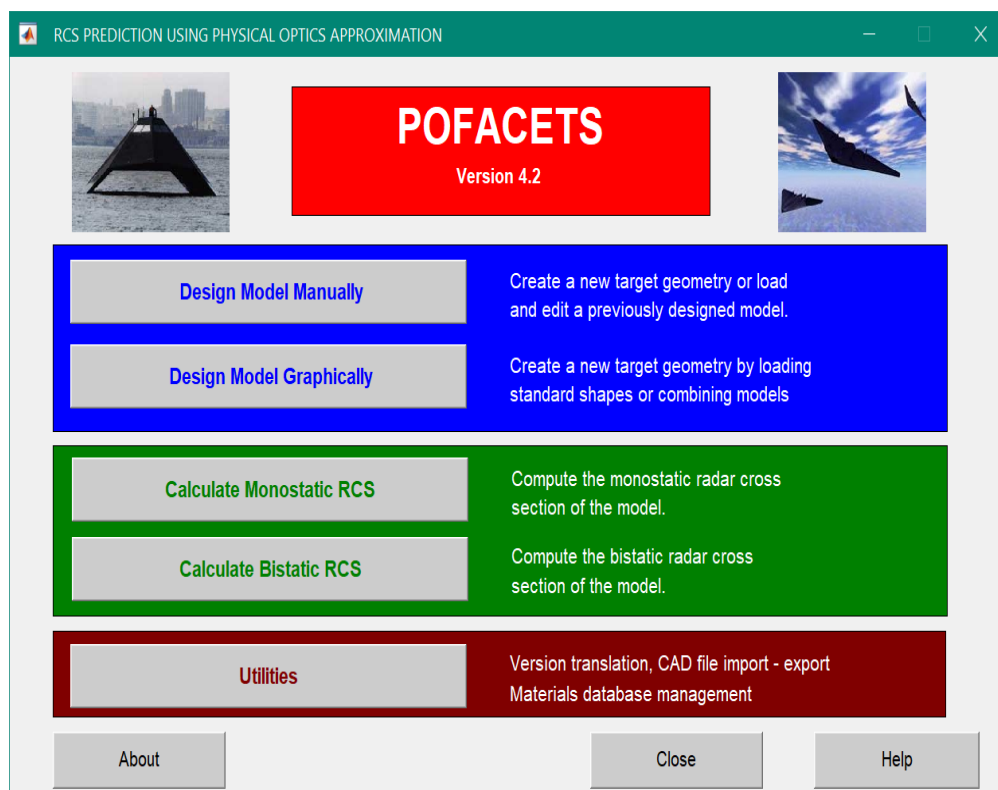 RCS PREDICTION USING PHYSICAL OPTICS APPROXIMATION
POFACETS
Version 4.2
Design Model Manually
Create a new target geometry or load
and edit a previously designed model.
Design Model Graphically
Create a new target geometry by loading
standard shapes or combining models
Calculate Monostatic RCS
Compute the monostatic radar cross
section of the model.
Calculate Bistatic RCS
Compute the bistatic radar cross
section of the model.
Utilities
Version translation, CAD file import - export
Materials database management
About
Close
Help